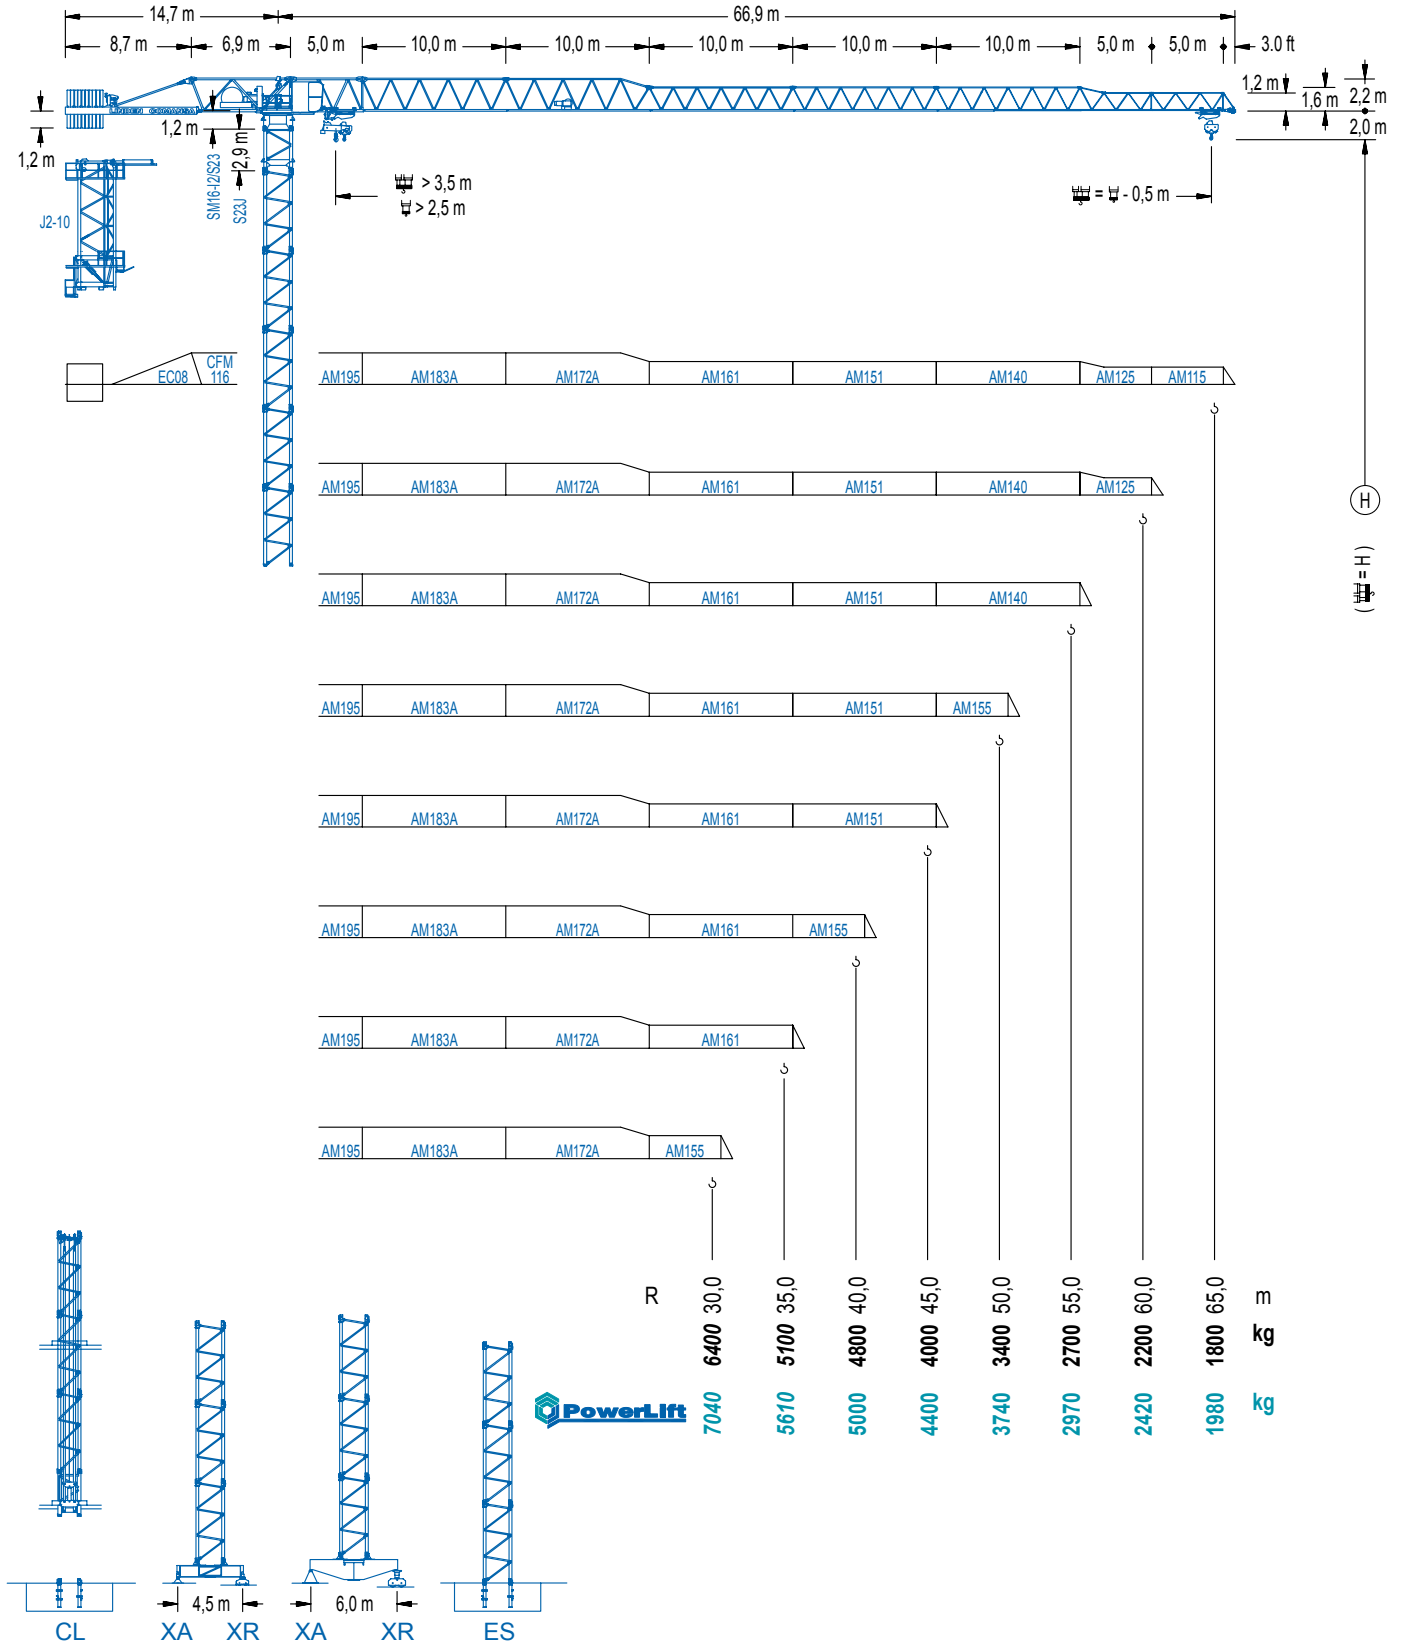 14,7 m 66,9 m
8,7 m 6,9 m 5,0 m 10,0 m 10,0 m 10,0 m 10,0 m 10,0 m 5,0 m 5,0 m 3.0 ft
LINDEN COMANSA
1,2 m 1,6 m 2,2 m
2,0 m
1,2 m
1,2 m
2,9 m
SM16-I2/S23
S23J
J2-10
> 3,5 m
> 2,5 m
= - 0,5 m
H
( = H )
EC08 CFM 116
AM195 AM183A AM172A AM161 AM151 AM140 AM125 AM115
AM195 AM183A AM172A AM161 AM151 AM140 AM125
AM195 AM183A AM172A AM161 AM151 AM140
AM195 AM183A AM172A AM161 AM151 AM155
AM195 AM183A AM172A AM161 AM151
AM195 AM183A AM172A AM161 AM155
AM195 AM183A AM172A AM161
AM195 AM183A AM172A AM155
R 30,0 35,0 40,0 45,0 50,0 55,0 60,0 65,0 m
6400 5100 4800 4000 3400 2700 2200 1800 kg
PowerLift 7040 5610 5000 4400 3740 2970 2420 1980 kg
4,5 m 6,0 m
CL XA XR XA XR ES